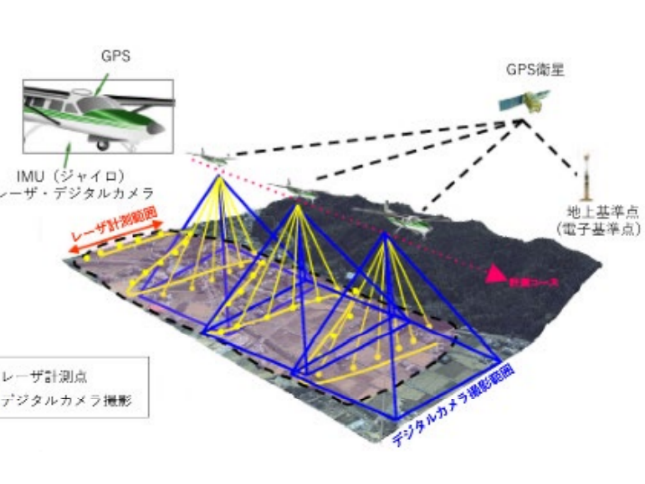 GPS
GPS衛星
IMU（ジャイロ）
レーザ・デジタルカメラ
地上基準点
（電子基準点）
レーザ計測範囲
計測コース
レーザ計測点
デジタルカメラ撮影
デジタルカメラ撮影範囲